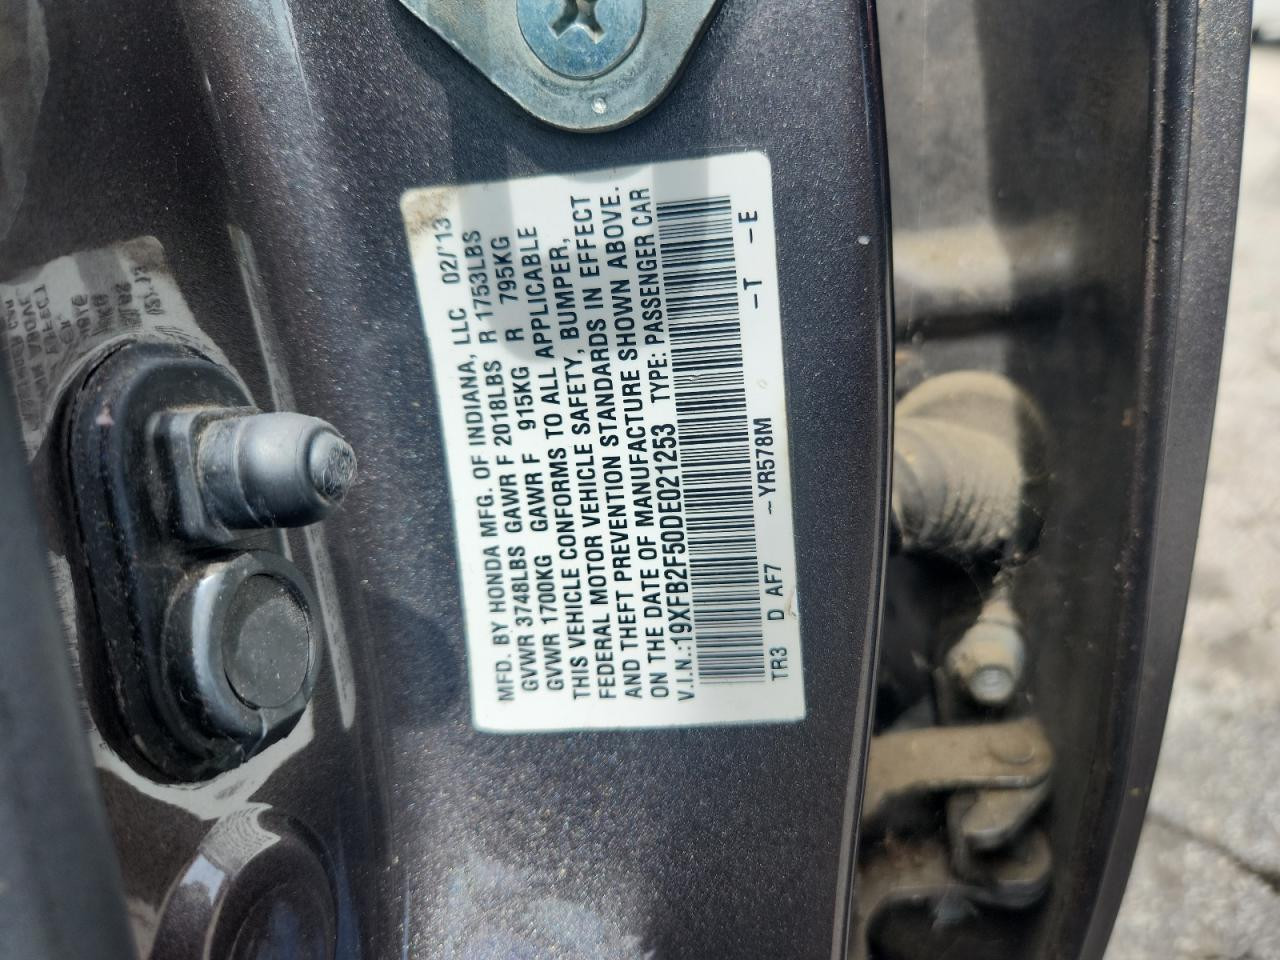 MFD. BY HONDA MFG. OF INDIANA, LLC 02/'13
GVWR 3748LBS GAWR F 2018LBS R 1753LBS
GVWR 1700KG GAWR F 915KG R 795KG
THIS VEHICLE CONFORMS TO ALL APPLICABLE
FEDERAL MOTOR VEHICLE SAFETY, BUMPER,
AND THEFT PREVENTION STANDARDS IN EFFECT
ON THE DATE OF MANUFACTURE SHOWN ABOVE.
V.I.N.:19XFB2F50DE021253 TYPE: PASSENGER CAR
TR3 D AF7 -YR578M -T -E